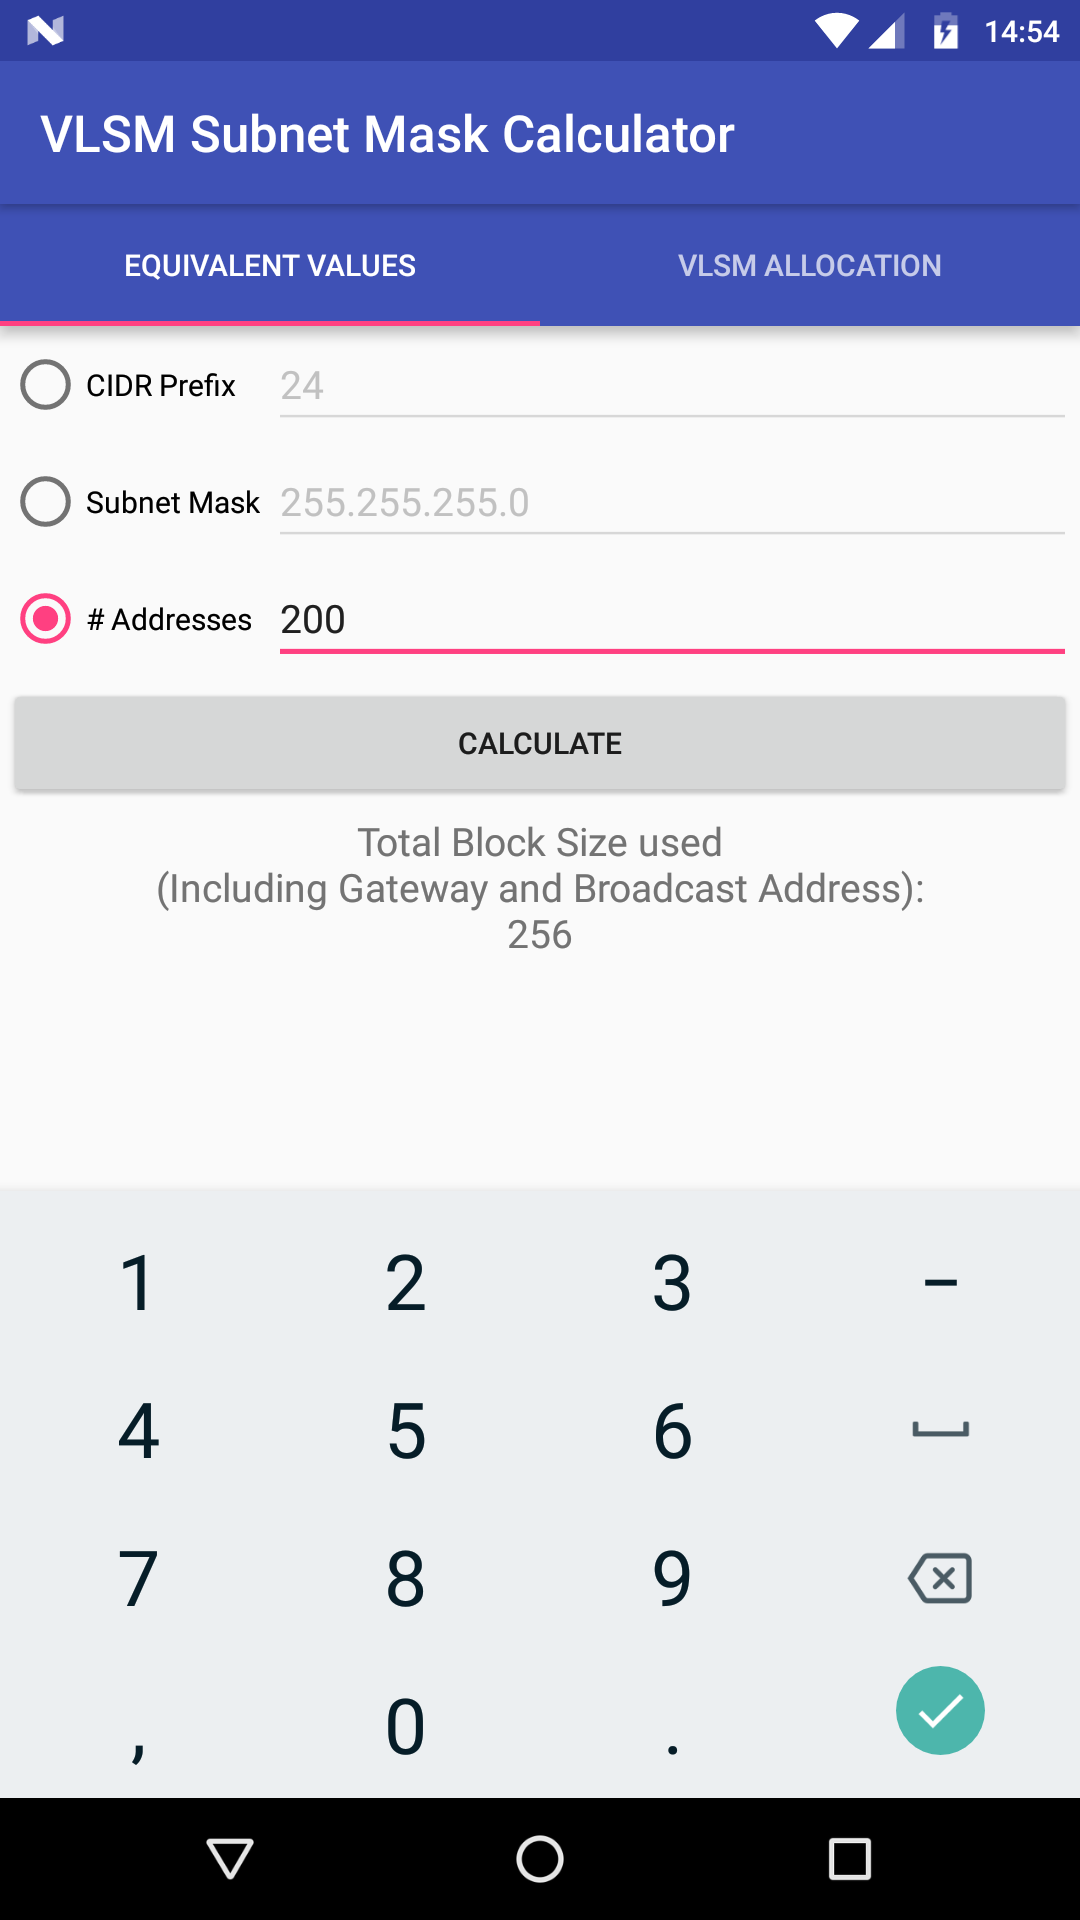 14:54
VLSM Subnet Mask Calculator
EQUIVALENT VALUES VLSM ALLOCATION
CIDR Prefix 24
Subnet Mask 255.255.255.0
# Addresses 200
CALCULATE
Total Block Size used
(Including Gateway and Broadcast Address):
256
1 2 3 –
4 5 6
7 8 9
, 0 .